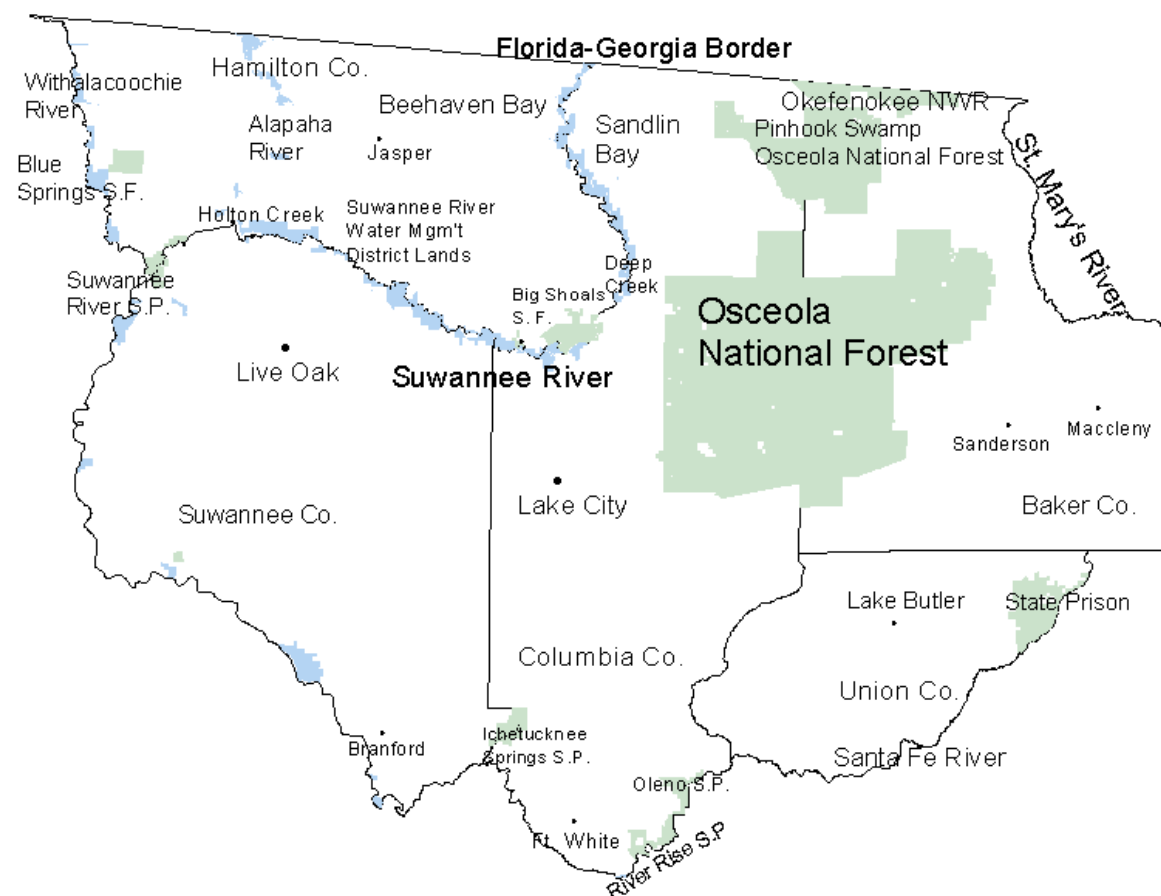 Florida-Georgia Border
Hamilton Co.
Withalacoochie
River
Beehaven Bay
Okefenokee NWR
Pinhook Swamp
Osceola National Forest
Sandlin
Bay
Alapaha
River
Jasper
Blue
Springs S.F.
St. Mary's River
Holton Creek
Suwannee River
Water Mgm't
District Lands
Deep
Creek
Suwannee
River S.P.
Big Shoals
S. F.
Osceola
National Forest
Live Oak
Suwannee River
Sanderson
Maccleny
Lake City
Suwannee Co.
Baker Co.
Lake Butler
State Prison
Columbia Co.
Union Co.
Ichetucknee
Springs S.P.
Branford
Santa Fe River
Oleno S.P.
Ft. White
River Rise S.P